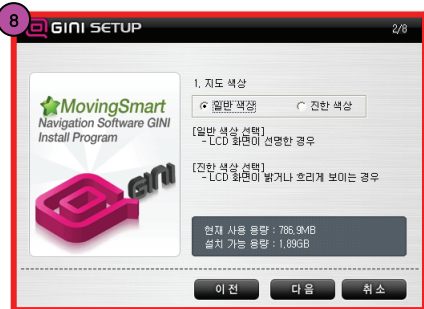 8
GINI SETUP
2/8
MovingSmart
Navigation Software GINI
Install Program
GINI
1. 지도 색상
일반 색상
진한 색상
[일반 색상 선택]
- LCD 화면이 선명한 경우
[진한 색상 선택]
- LCD 화면이 밝거나 흐리게 보이는 경우
현재 사용 용량 : 786,9MB
설치 가능 용량 : 1,89GB
이전
다음
취소